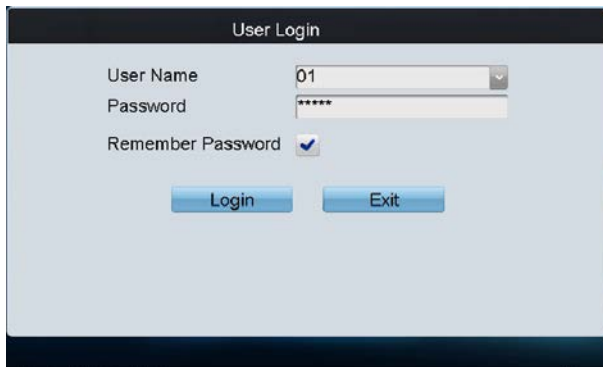 User Login
User Name 01
Password *****
Remember Password
Login Exit